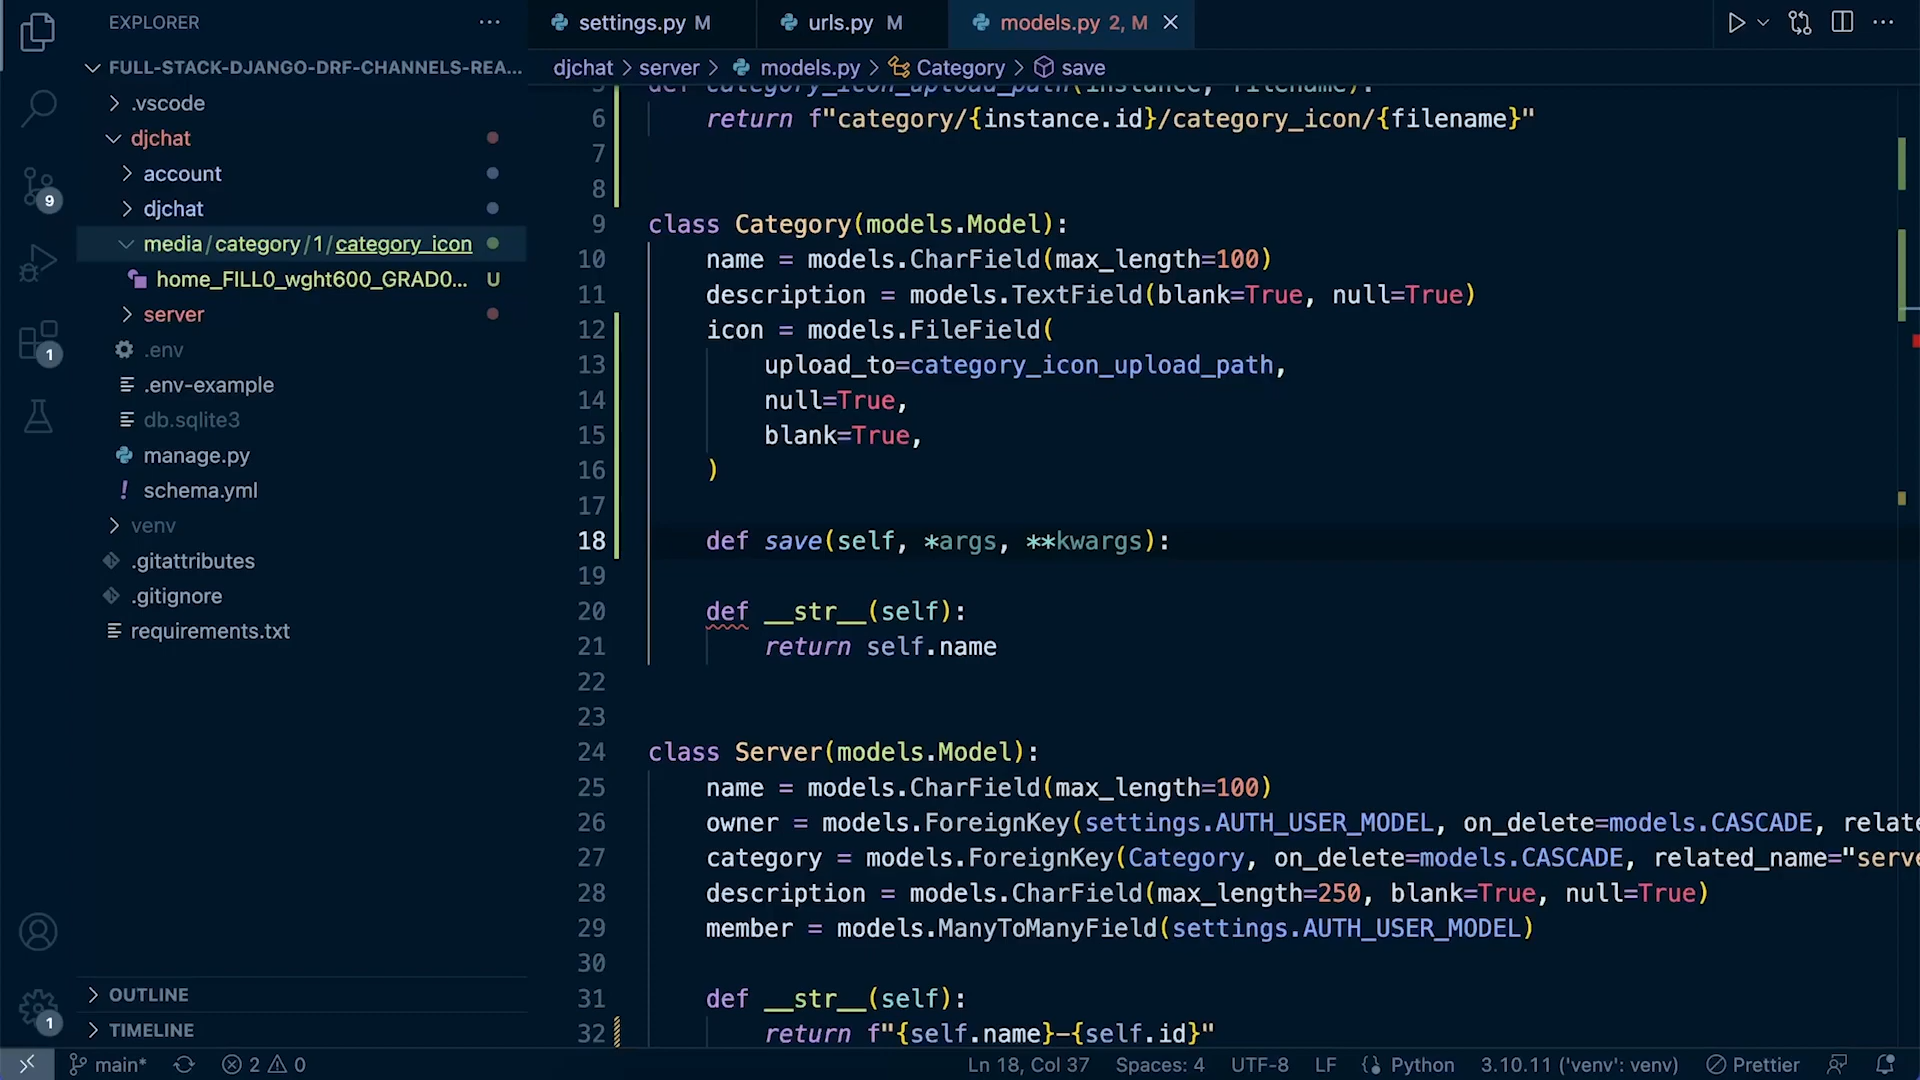 EXPLORER
settings.py M
urls.py M
models.py 2, M
FULL-STACK-DJANGO-DRF-CHANNELS-REA...
djchat > server > models.py > Category > save
.vscode
djchat
account
djchat
media/category/1/category_icon
home_FILL0_wght600_GRAD0... U
server
.env
.env-example
db.sqlite3
manage.py
schema.yml
venv
.gitattributes
.gitignore
requirements.txt
OUTLINE
TIMELINE
9
1
1
def category_icon_upload_path(instance, filename):
6 return f"category/{instance.id}/category_icon/{filename}"
7
8
9 class Category(models.Model):
10 name = models.CharField(max_length=100)
11 description = models.TextField(blank=True, null=True)
12 icon = models.FileField(
13 upload_to=category_icon_upload_path,
14 null=True,
15 blank=True,
16 )
17
18 def save(self, *args, **kwargs):
19
20 def __str__(self):
21 return self.name
22
23
24 class Server(models.Model):
25 name = models.CharField(max_length=100)
26 owner = models.ForeignKey(settings.AUTH_USER_MODEL, on_delete=models.CASCADE, relate
27 category = models.ForeignKey(Category, on_delete=models.CASCADE, related_name="serve
28 description = models.CharField(max_length=250, blank=True, null=True)
29 member = models.ManyToManyField(settings.AUTH_USER_MODEL)
30
31 def __str__(self):
32 return f"{self.name}-{self.id}"
main* 2 0 Ln 18, Col 37 Spaces: 4 UTF-8 LF Python 3.10.11 ('venv': venv) Prettier